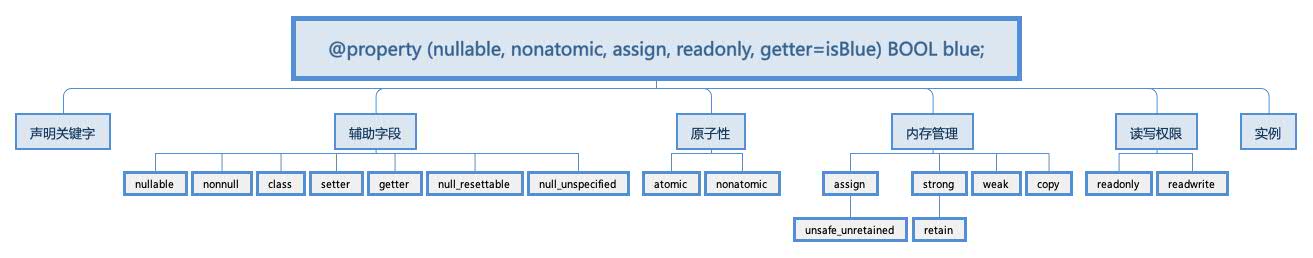 @property (nullable, nonatomic, assign, readonly, getter=isBlue) BOOL blue;
声明关键字
辅助字段
原子性
内存管理
读写权限
实例
nullable
nonnull
class
setter
getter
null_resettable
null_unspecified
atomic
nonatomic
assign
strong
weak
copy
readonly
readwrite
unsafe_unretained
retain